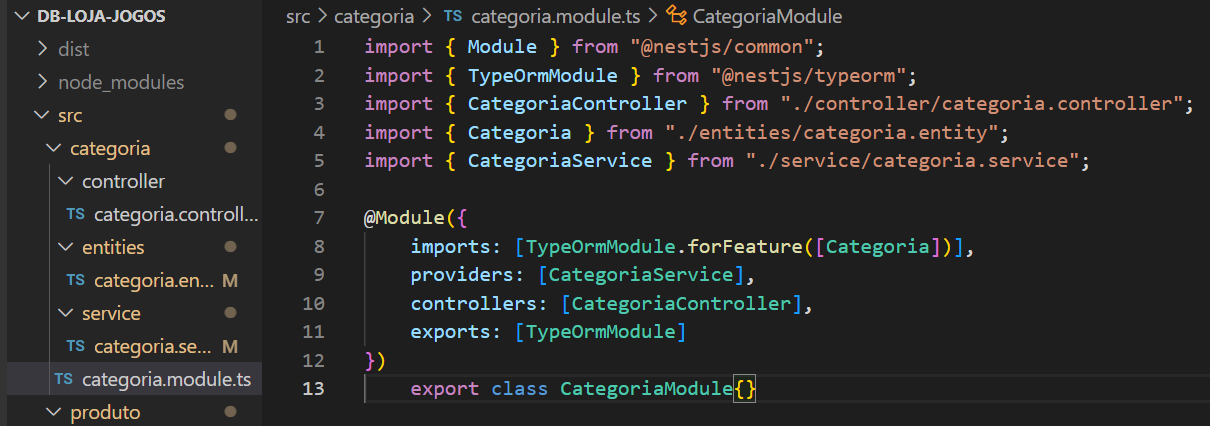 DB-LOJA-JOGOS
dist
node_modules
src
categoria
controller
TS categoria.controll...
entities
TS categoria.en... M
service
TS categoria.se... M
TS categoria.module.ts
produto
src > categoria > TS categoria.module.ts > CategoriaModule
1 import { Module } from "@nestjs/common";
2 import { TypeOrmModule } from "@nestjs/typeorm";
3 import { CategoriaController } from "./controller/categoria.controller";
4 import { Categoria } from "./entities/categoria.entity";
5 import { CategoriaService } from "./service/categoria.service";
6
7 @Module({
8     imports: [TypeOrmModule.forFeature([Categoria])],
9     providers: [CategoriaService],
10     controllers: [CategoriaController],
11     exports: [TypeOrmModule]
12 })
13     export class CategoriaModule{}